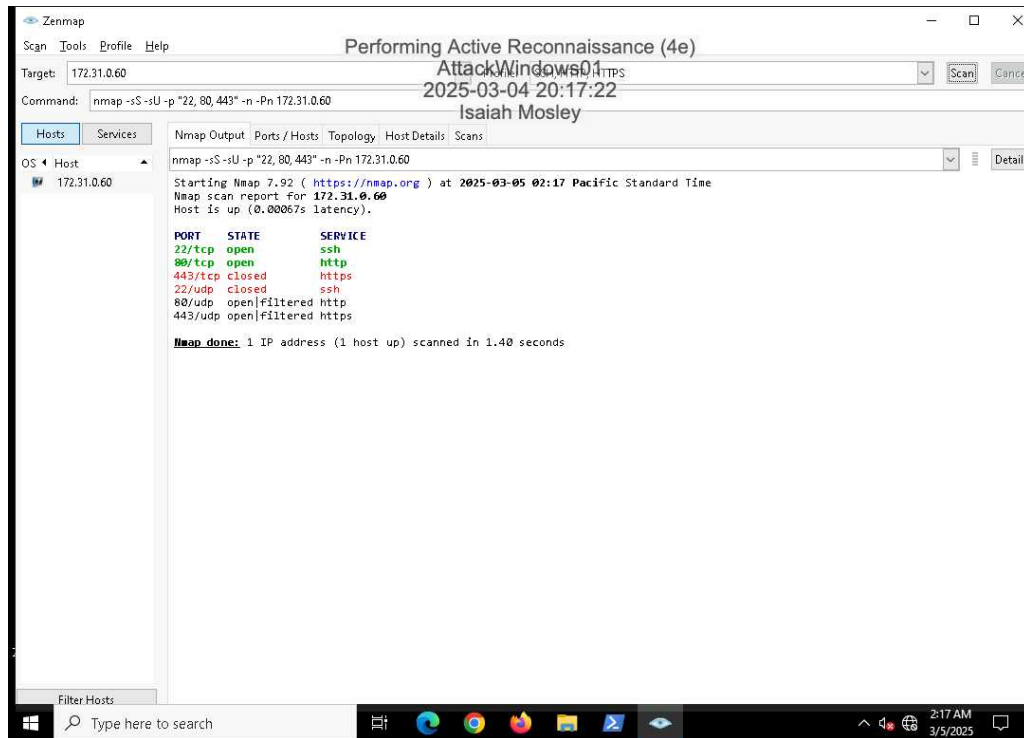 Zenmap
Scan Tools Profile Help
Performing Active Reconnaissance (4e)
AttackWindows01
2025-03-04 20:17:22
Isaiah Mosley
Target: 172.31.0.60
SSH, HTTP, HTTPS
Scan
Cance
Command: nmap -sS -sU -p "22, 80, 443" -n -Pn 172.31.0.60
Hosts Services
Nmap Output Ports / Hosts Topology Host Details Scans
OS Host
172.31.0.60
nmap -sS -sU -p "22, 80, 443" -n -Pn 172.31.0.60
Detail
Starting Nmap 7.92 ( https://nmap.org ) at 2025-03-05 02:17 Pacific Standard Time
Nmap scan report for 172.31.0.60
Host is up (0.00067s latency).
PORT STATE SERVICE
22/tcp open ssh
80/tcp open http
443/tcp closed https
22/udp closed ssh
80/udp open|filtered http
443/udp open|filtered https
Nmap done: 1 IP address (1 host up) scanned in 1.40 seconds
Filter Hosts
Type here to search
2:17 AM
3/5/2025